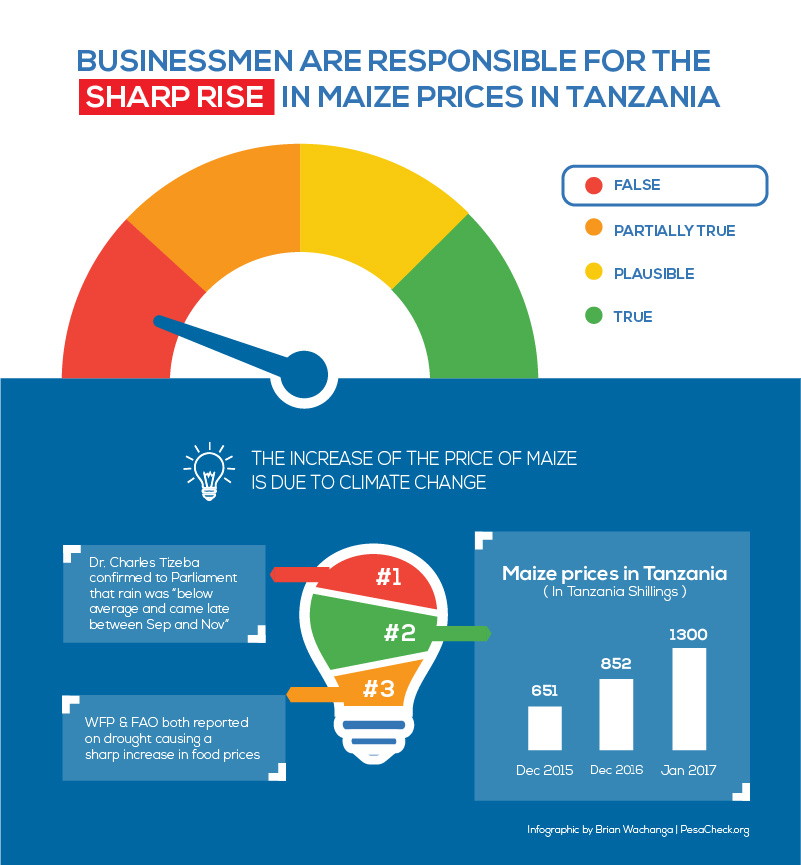 BUSINESSMEN ARE RESPONSIBLE FOR THE
SHARP RISE IN MAIZE PRICES IN TANZANIA
FALSE
PARTIALLY TRUE
PLAUSIBLE
TRUE
THE INCREASE OF THE PRICE OF MAIZE
IS DUE TO CLIMATE CHANGE
Dr. Charles Tizeba
confirmed to Parliament
that rain was "below
average and came late
between Sep and Nov"
#1
#2
#3
WFP & FAO both reported
on drought causing a
sharp increase in food prices
Maize prices in Tanzania
( In Tanzania Shillings )
651
852
1300
Dec 2015
Dec 2016
Jan 2017
Infographic by Brian Wachanga | PesaCheck.org